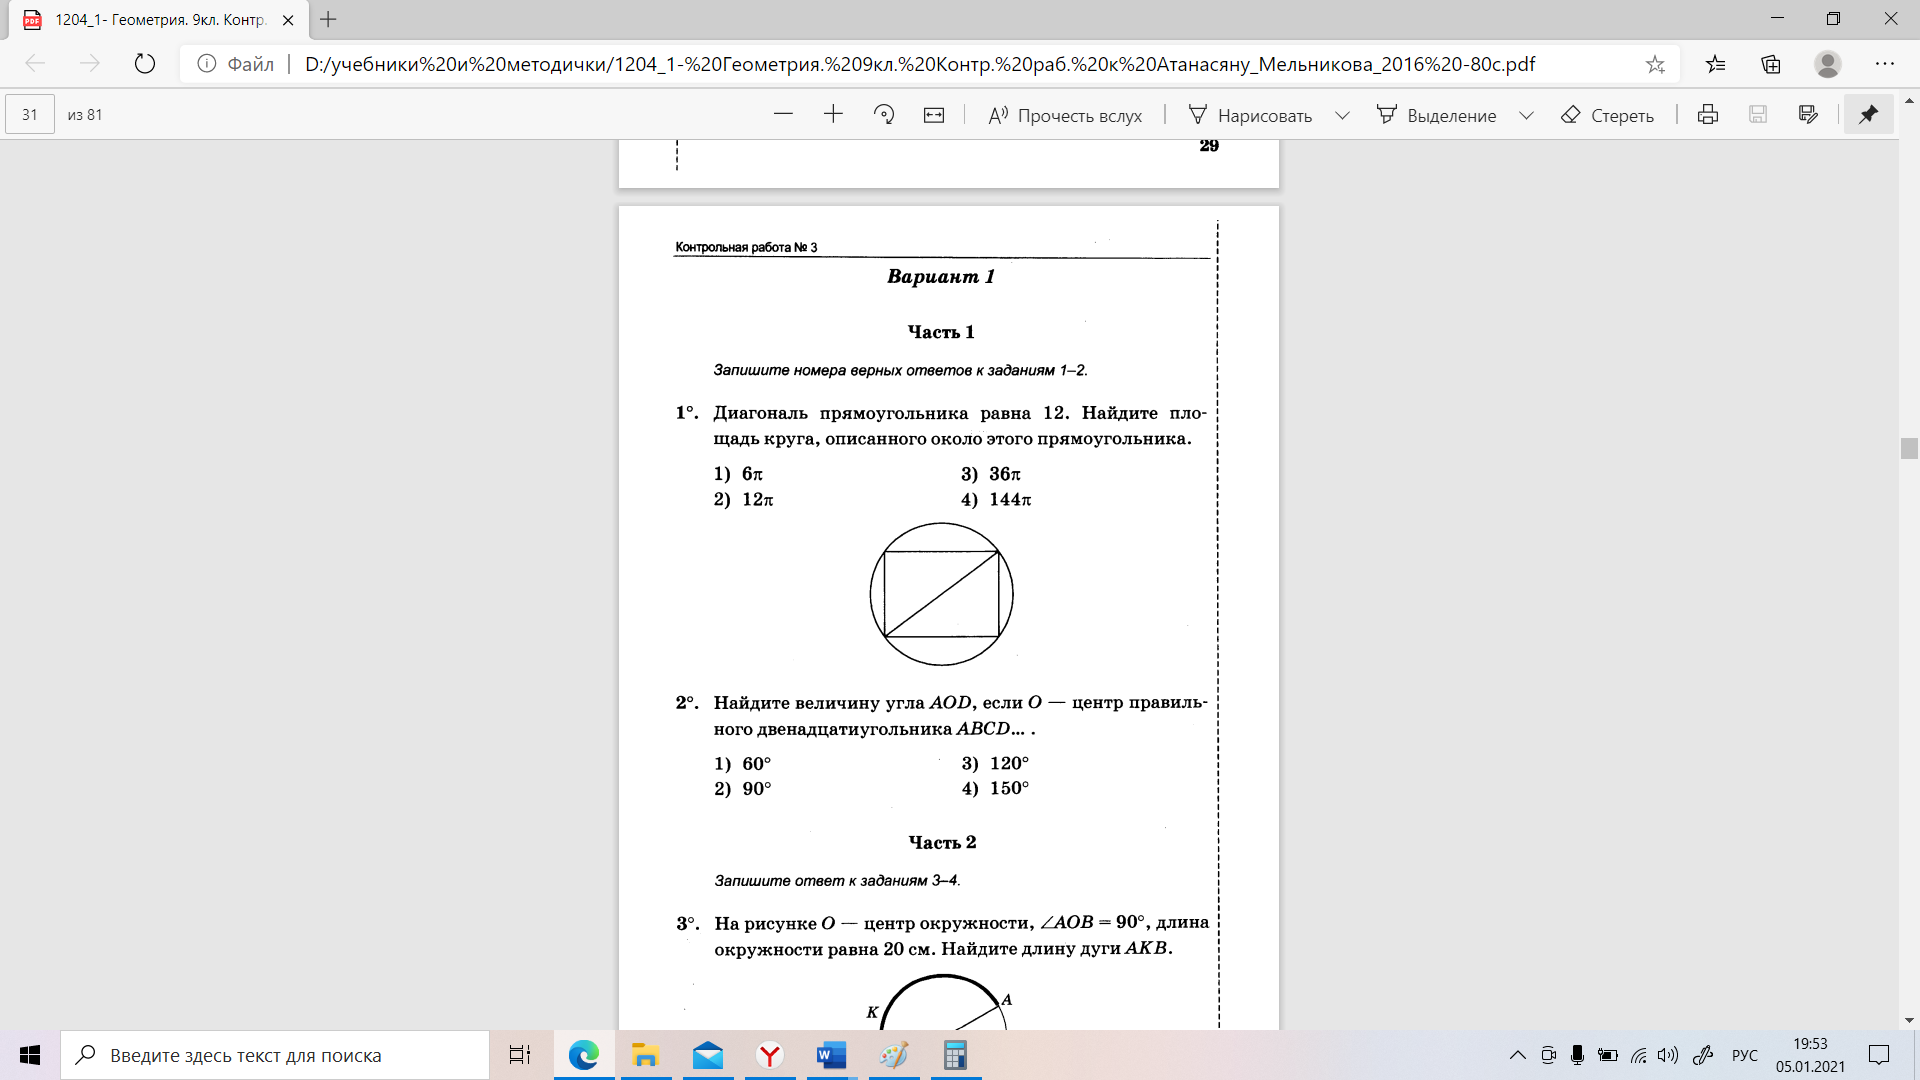 1204_1- Геометрия. 9кл. Контр.
Файл | D:/учебники%20и%20методички/1204_1-%20Геометрия.%209кл.%20Контр.%20раб.%20к%20Атанасяну_Мельникова_2016%20-80с.pdf
31 из 81 Прочесть вслух Нарисовать Выделение Стереть
29
Контрольная работа № 3
Вариант 1
Часть 1
Запишите номера верных ответов к заданиям 1–2.
1°. Диагональ прямоугольника равна 12. Найдите пло-
щадь круга, описанного около этого прямоугольника.
1) 6π 3) 36π
2) 12π 4) 144π
2°. Найдите величину угла AOD, если O — центр правиль-
ного двенадцатиугольника ABCD... .
1) 60° 3) 120°
2) 90° 4) 150°
Часть 2
Запишите ответ к заданиям 3–4.
3°. На рисунке O — центр окружности, ∠AOB = 90°, длина
окружности равна 20 см. Найдите длину дуги AKB.
A
K
Введите здесь текст для поиска
РУС
19:53
05.01.2021